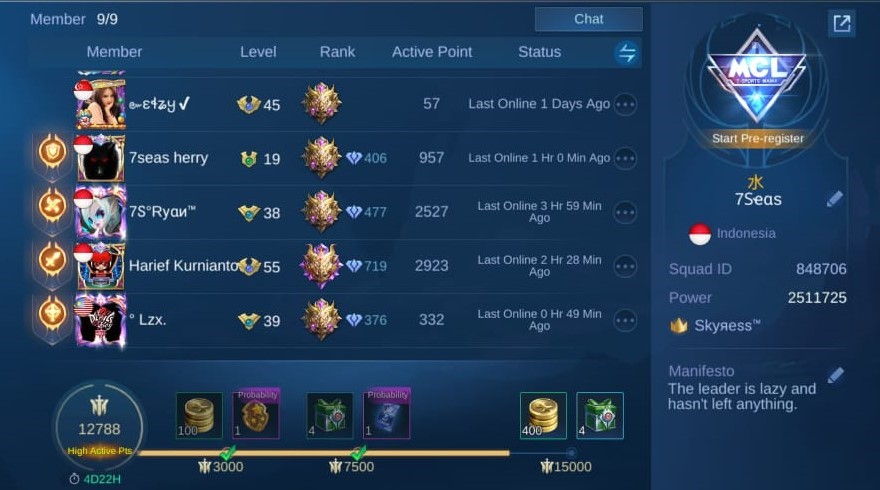 Member 9/9
Chat
Member Level Rank Active Point Status
45 57 Last Online 1 Days Ago
7seas herry 19 406 957 Last Online 1 Hr 0 Min Ago
7S°Ryαи™ 38 477 2527 Last Online 3 Hr 59 Min
Ago
Harief Kurnianto 55 719 2923 Last Online 2 Hr 28 Min
Ago
° Lzx. 39 376 332 Last Online 0 Hr 49 Min
Ago
12788
High Active Pts
4D22H
100
Probability
1
4
Probability
1
400
4
3000
7500
15000
MCL
Start Pre-register
水
7Seas
Indonesia
Squad ID 848706
Power 2511725
Skyяess™
Manifesto
The leader is lazy and
hasn't left anything.